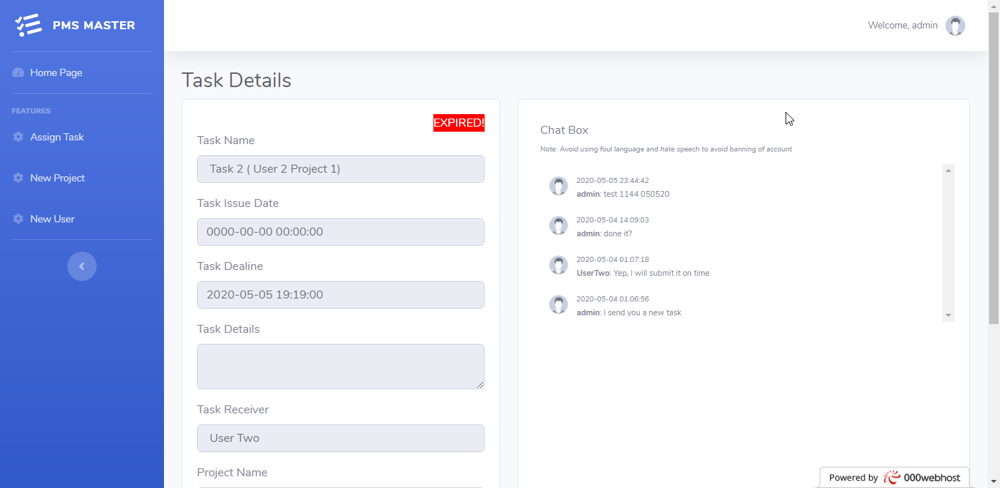 PMS MASTER
Home Page
FEATURES
Assign Task
New Project
New User
Welcome, admin
Task Details
EXPIRED!
Task Name
Task 2 ( User 2 Project 1)
Task Issue Date
0000-00-00 00:00:00
Task Dealine
2020-05-05 19:19:00
Task Details
Task Receiver
User Two
Project Name
Chat Box
Note: Avoid using foul language and hate speech to avoid banning of account
2020-05-05 23:44:42
admin: test 1144 050520
2020-05-04 14:09:03
admin: done it?
2020-05-04 01:07:18
UserTwo: Yep, I will submit it on time
2020-05-04 01:06:56
admin: I send you a new task
Powered by 000webhost